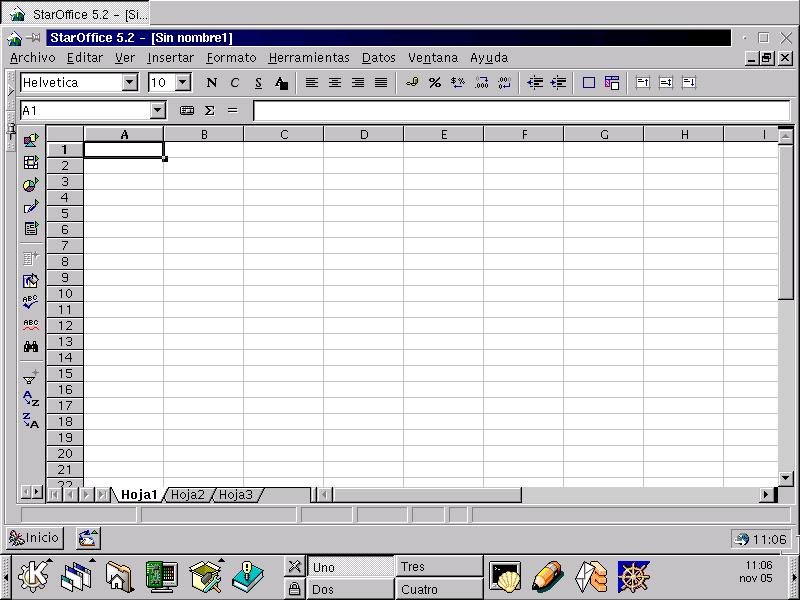 StarOffice 5.2 - [Si...
StarOffice 5.2 - [Sin nombre1]
Archivo Editar Ver Insertar Formato Herramientas Datos Ventana Ayuda
Helvetica 10 N C S A %
A1 Σ =
A B C D E F G H I
1
2
3
4
5
6
7
8
9
10
11
12
13
14
15
16
17
18
19
20
21
22
ABC
ABC
A Z
Z A
Hoja1 Hoja2 Hoja3
Inicio 11:06
Uno Tres
Dos Cuatro
11:06
nov 05